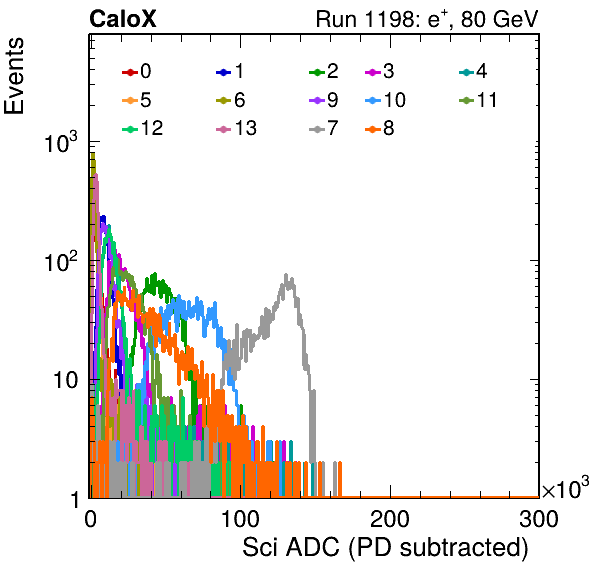 CaloX Run 1198: e⁺, 80 GeV
Events
0 1 2 3 4
5 6 9 10 11
12 13 7 8
10³
10²
10
1
0 100 200 300
×10³
Sci ADC (PD subtracted)